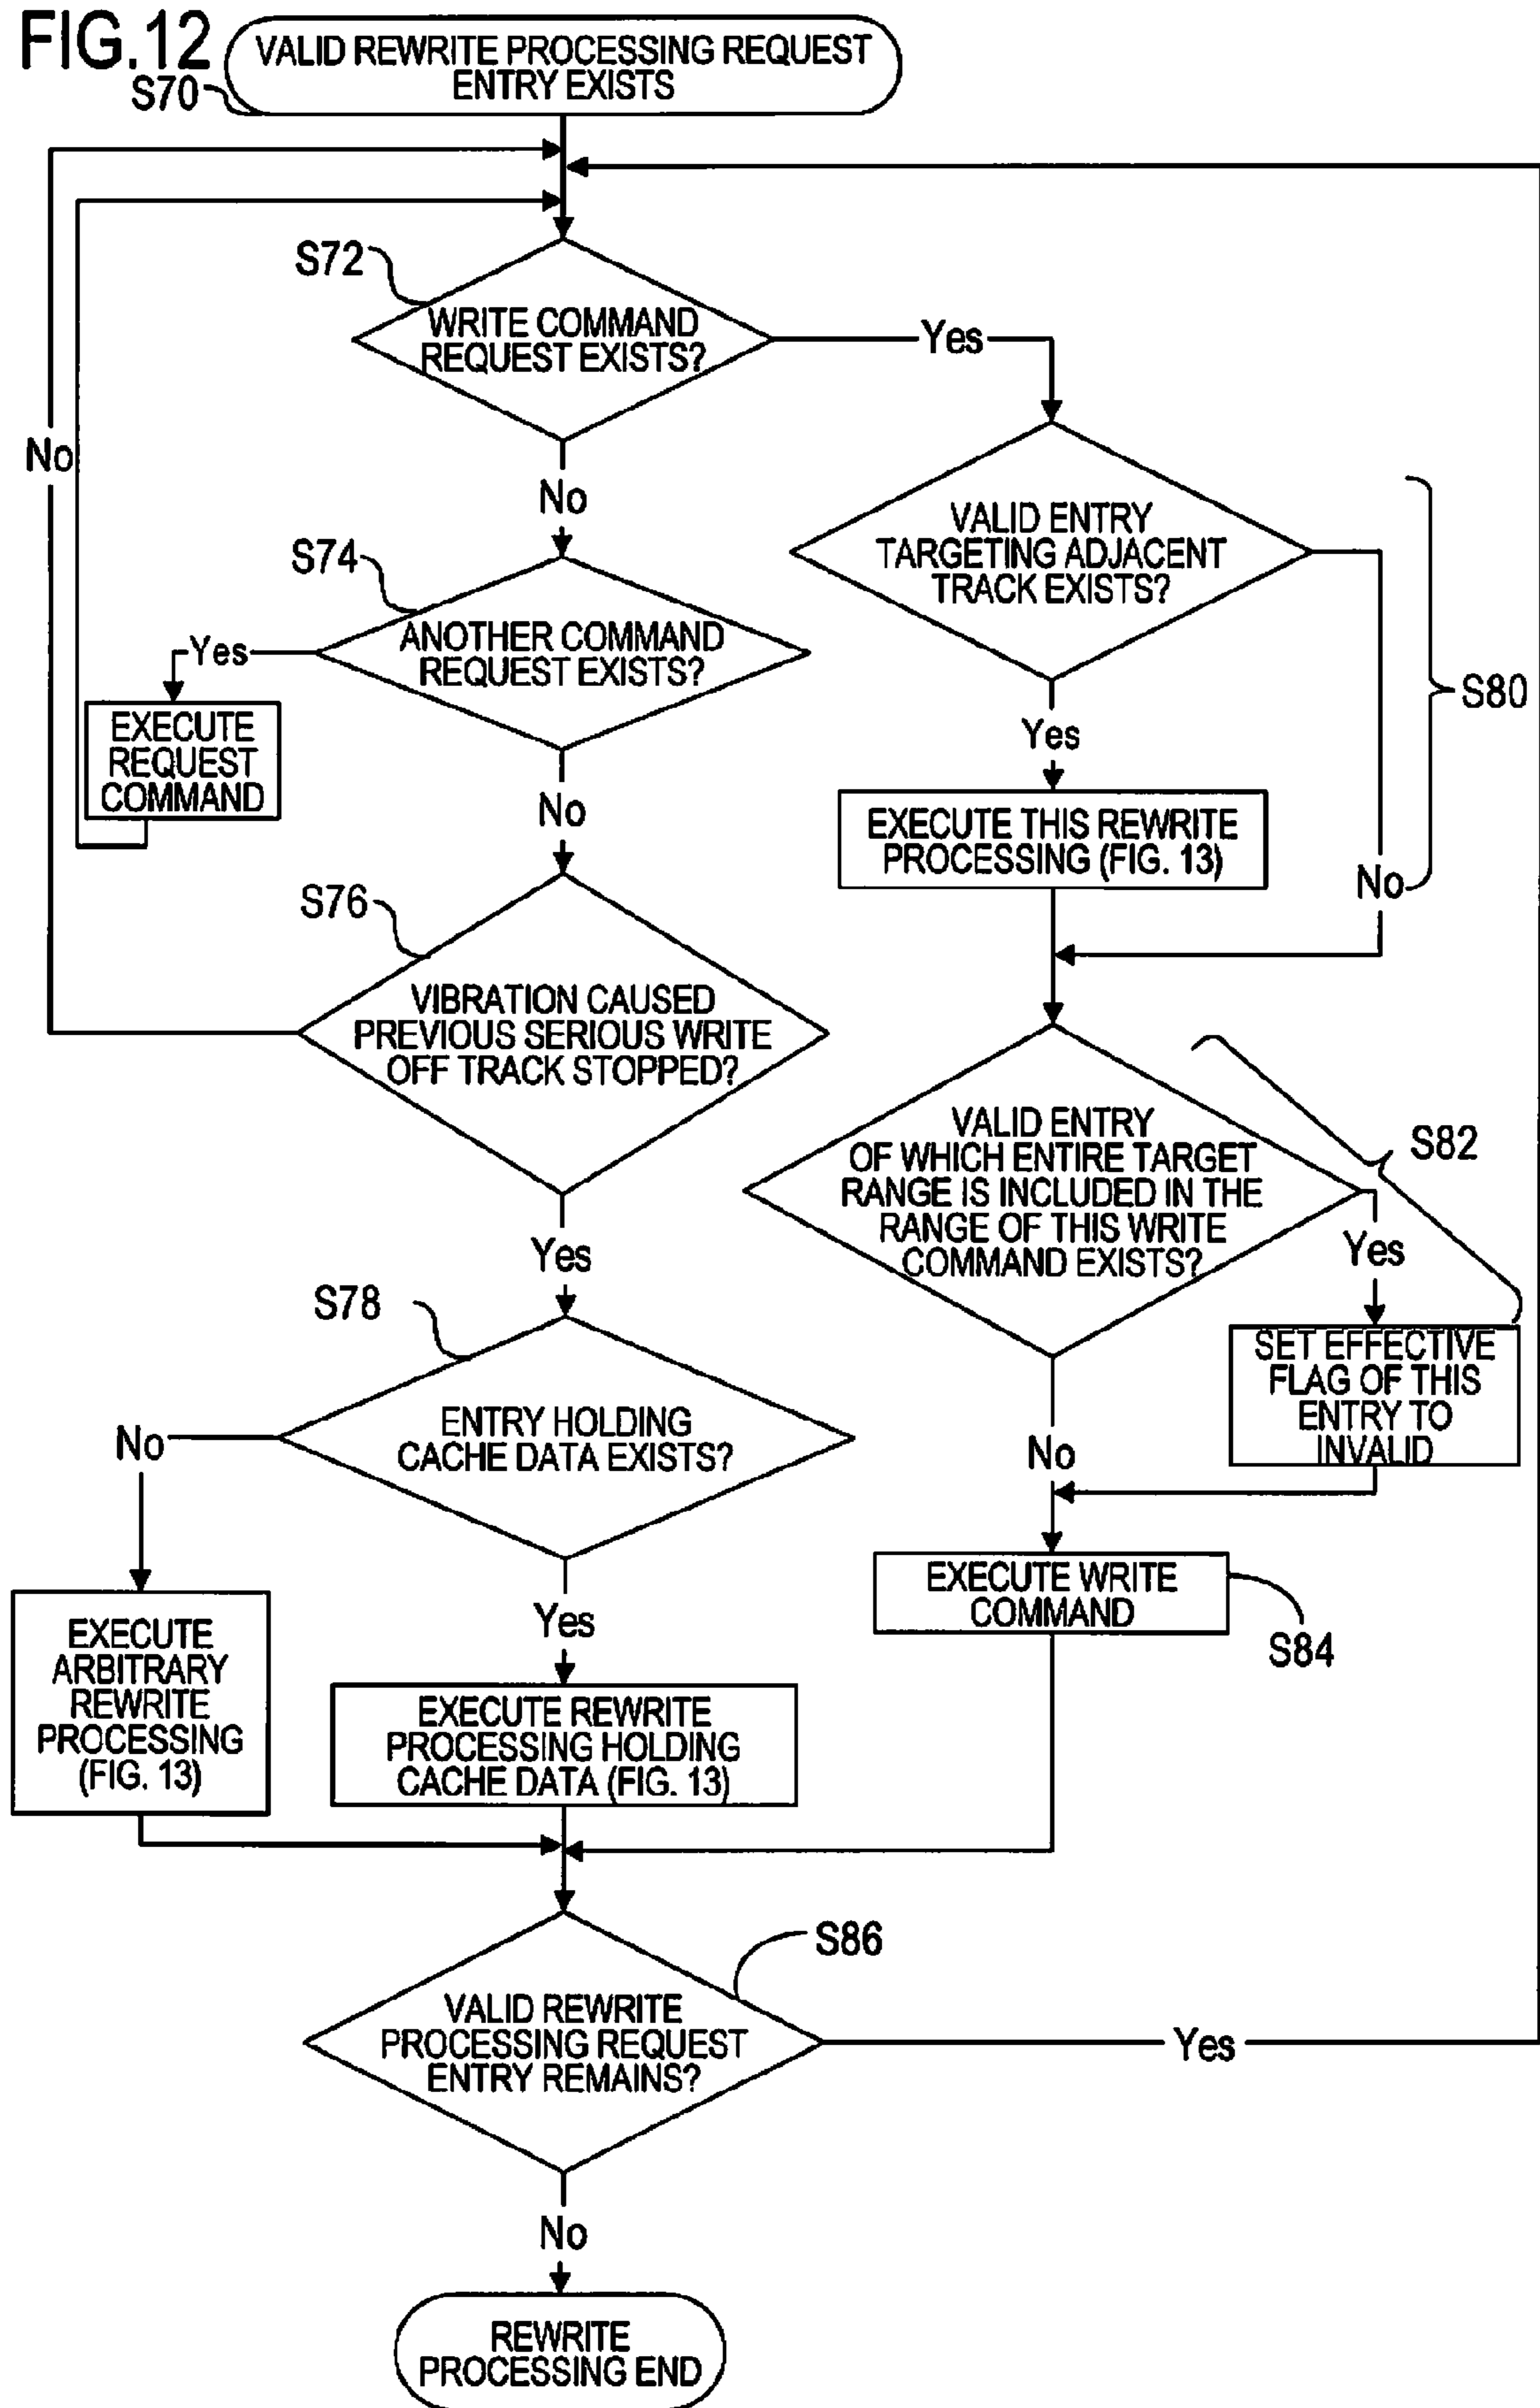 FIG.12
VALID REWRITE PROCESSING REQUEST
ENTRY EXISTS
S70
S72
WRITE COMMAND
REQUEST EXISTS?
Yes
No
No
VALID ENTRY
TARGETING ADJACENT
TRACK EXISTS?
S80
S74
ANOTHER COMMAND
REQUEST EXISTS?
Yes
EXECUTE
REQUEST
COMMAND
No
Yes
EXECUTE THIS REWRITE
PROCESSING (FIG. 13)
No
S76
VIBRATION CAUSED
PREVIOUS SERIOUS WRITE
OFF TRACK STOPPED?
Yes
VALID ENTRY
OF WHICH ENTIRE TARGET
RANGE IS INCLUDED IN THE
RANGE OF THIS WRITE
COMMAND EXISTS?
S82
Yes
SET EFFECTIVE
FLAG OF THIS
ENTRY TO
INVALID
No
S78
ENTRY HOLDING
CACHE DATA EXISTS?
No
Yes
EXECUTE WRITE
COMMAND
S84
EXECUTE
ARBITRARY
REWRITE
PROCESSING
(FIG. 13)
EXECUTE REWRITE
PROCESSING HOLDING
CACHE DATA (FIG. 13)
S86
VALID REWRITE
PROCESSING REQUEST
ENTRY REMAINS?
Yes
No
REWRITE
PROCESSING END